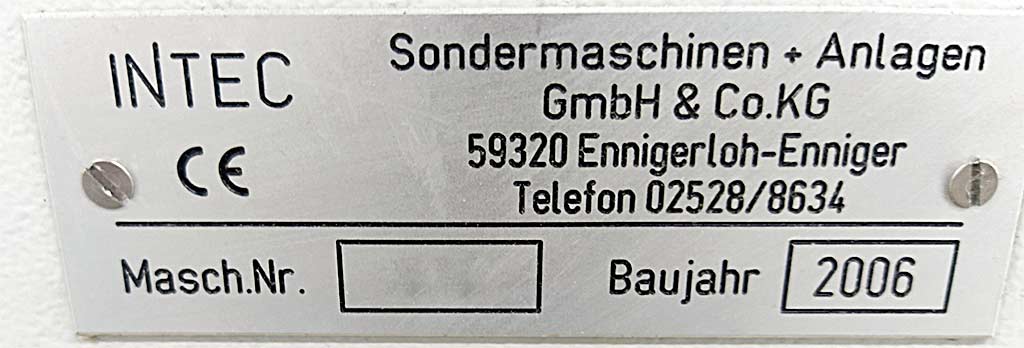 INTEC
CE
Sondermaschinen + Anlagen
GmbH & Co.KG
59320 Ennigerloh-Enniger
Telefon 02528/8634
Masch.Nr.
Baujahr 2006